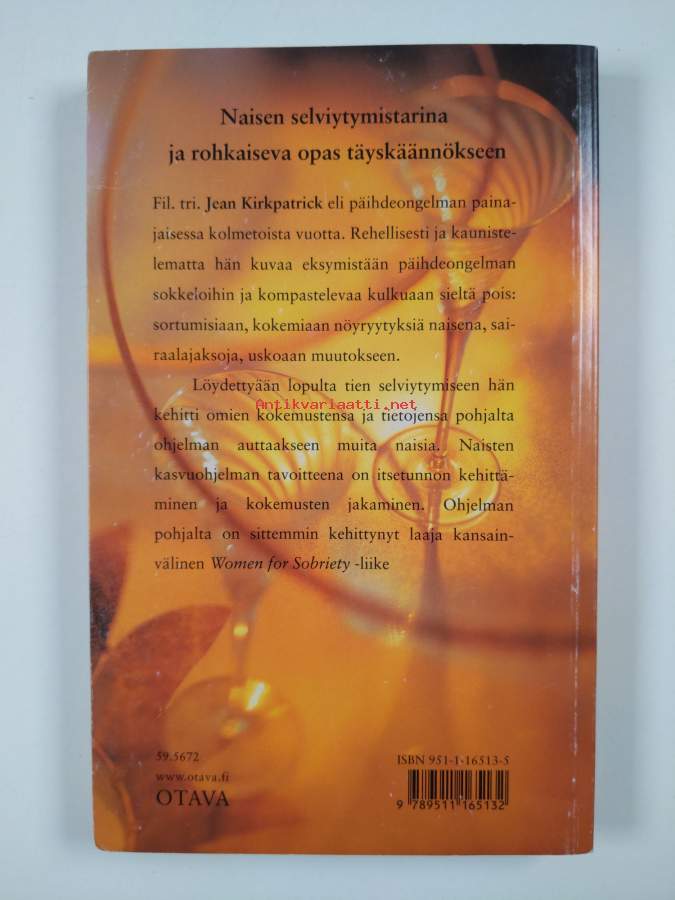 Naisen selviytymistarina
ja rohkaiseva opas täyskäännökseen
Fil. tri. Jean Kirkpatrick eli päihdeongelman paina-
jaisessa kolmetoista vuotta. Rehellisesti ja kauniste-
lematta hän kuvaa eksymistään päihdeongelman
sokkeloihin ja kompastelevaa kulkuaan sieltä pois:
sortumisiaan, kokemiaan nöyryytyksiä naisena, sai-
raalajaksoja, uskoaan muutokseen.
Löydettyään lopulta tien selviytymiseen hän
Antikvariaatti.net
kehitti omien kokemustensa ja tietojensa pohjalta
ohjelman auttaakseen muita naisia. Naisten
kasvuohjelman tavoitteena on itsetunnon kehittä-
minen ja kokemusten jakaminen. Ohjelman
pohjalta on sittemmin kehittynyt laaja kansain-
välinen Women for Sobriety -liike
59.5672
www.otava.fi
OTAVA
ISBN 951-1-16513-5
9 789511 165132